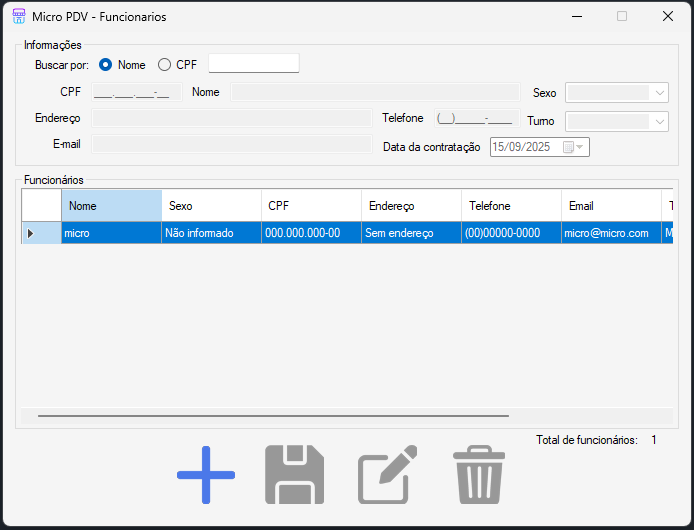 Micro PDV - Funcionarios
Informações
Buscar por: Nome CPF
CPF ___.___.___-__ Nome Sexo
Endereço Telefone (__)_____-____ Turno
E-mail Data da contratação 15/09/2025
Funcionários
Nome Sexo CPF Endereço Telefone Email T
micro Não informado 000.000.000-00 Sem endereço (00)00000-0000 micro@micro.com M
Total de funcionários: 1